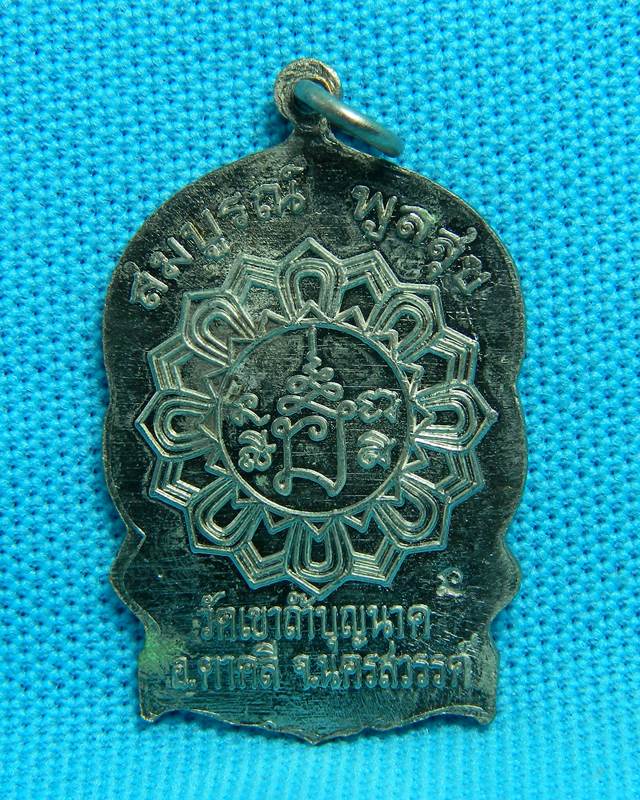 สมบูรณ์ พูลสุข
วัดเขาถ้ำบุญนาค
อ.ตาคลี จ.นครสวรรค์